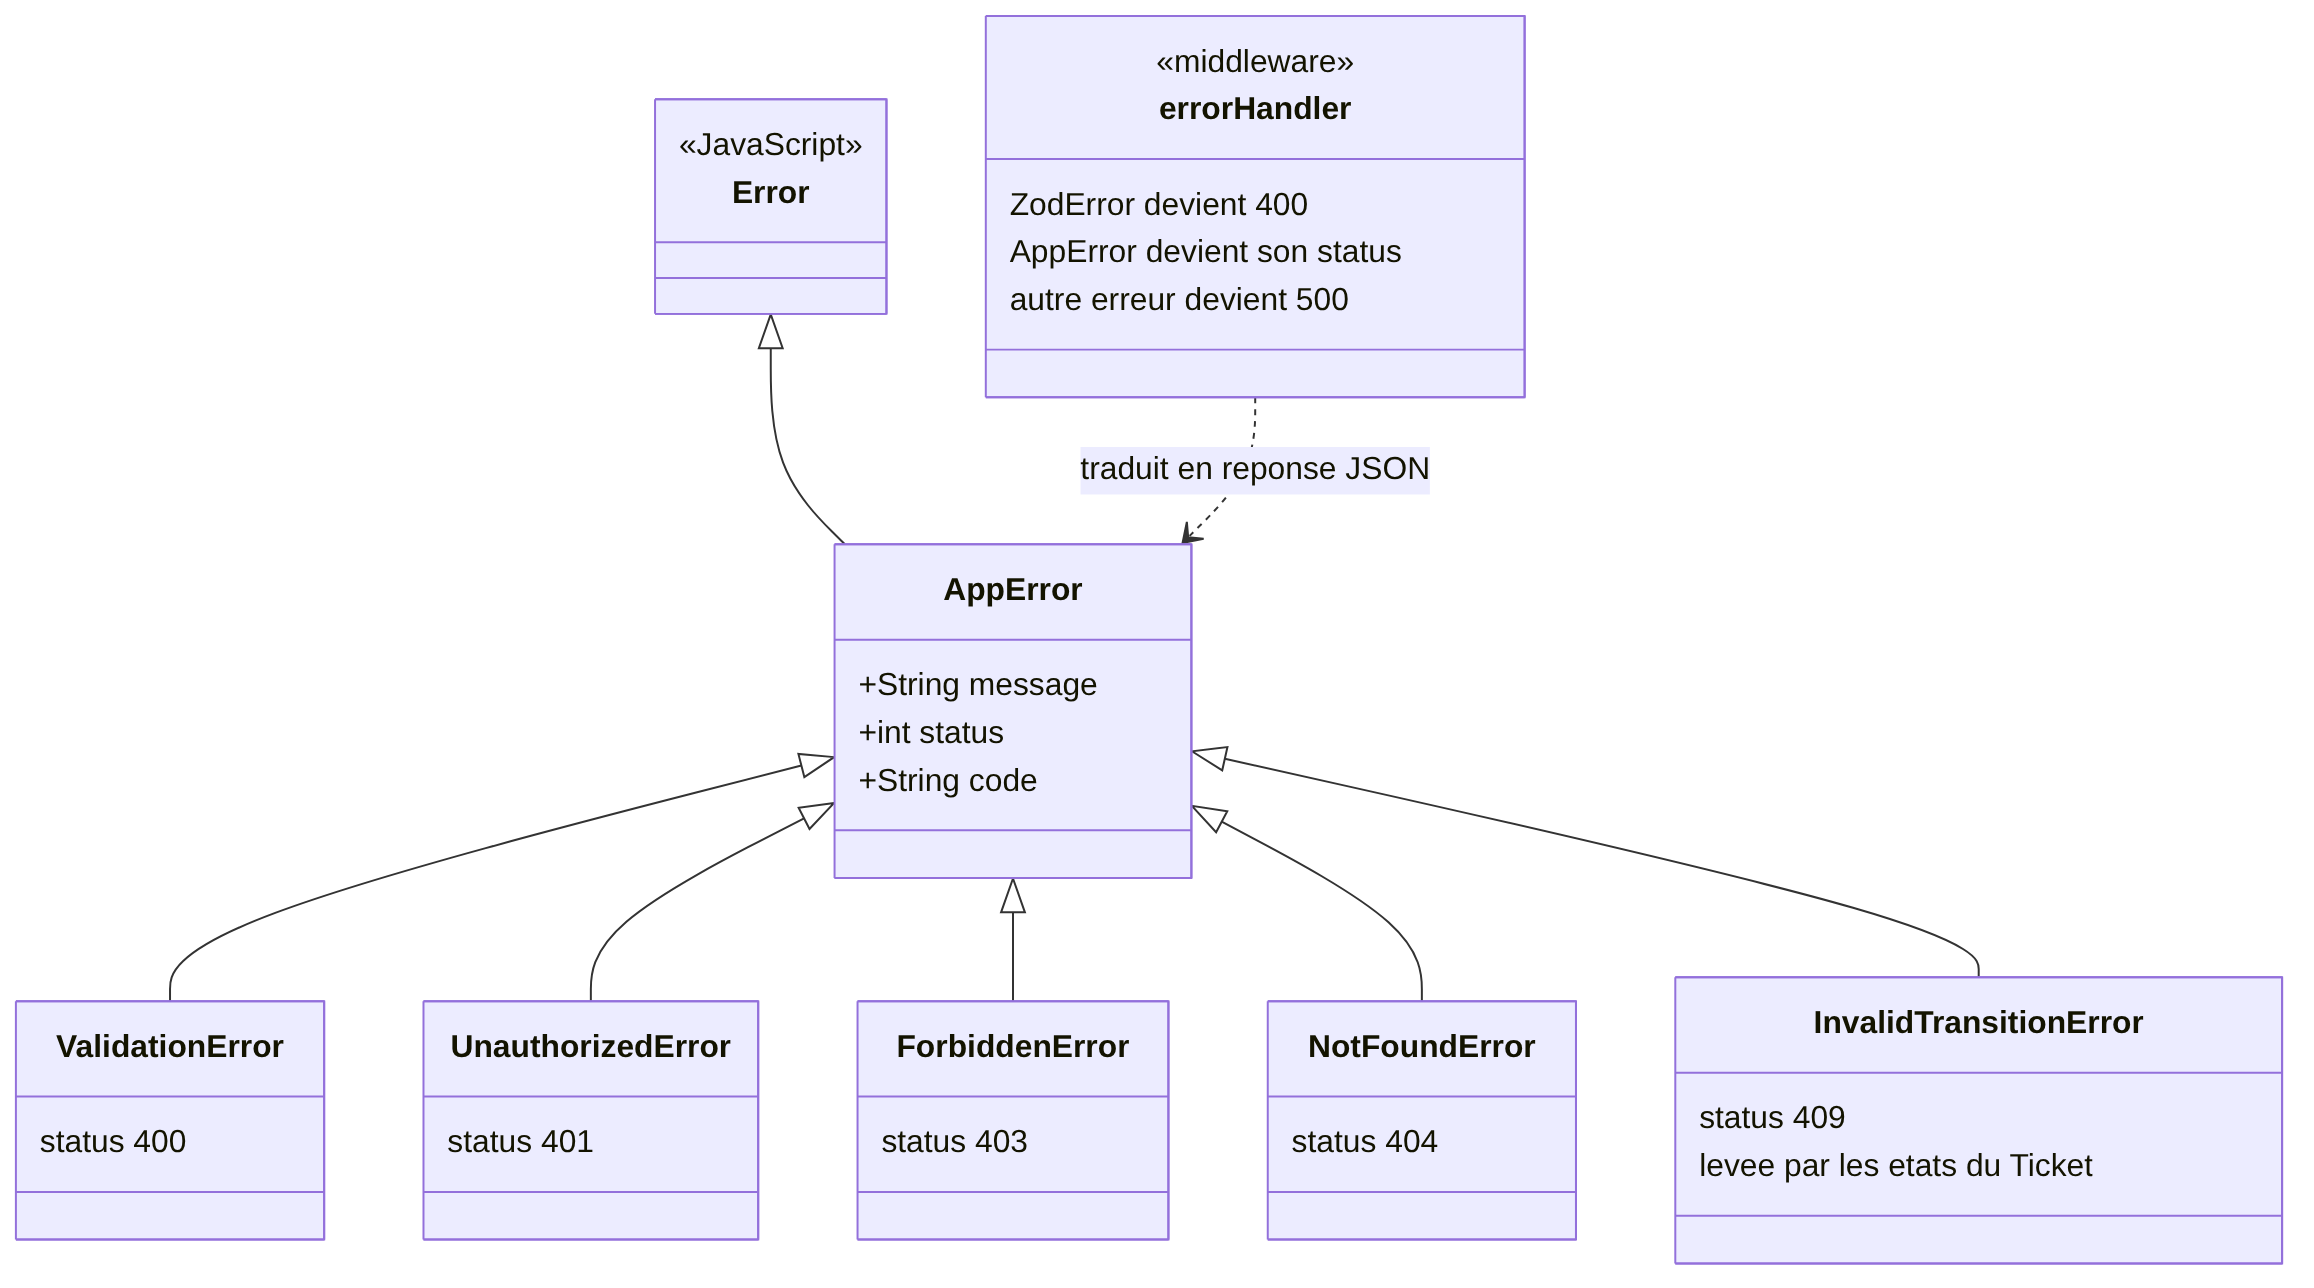 «middleware»
errorHandler
ZodError devient 400
AppError devient son status
autre erreur devient 500
«JavaScript»
Error
traduit en reponse JSON
AppError
+String message
+int status
+String code
ValidationError
status 400
UnauthorizedError
status 401
ForbiddenError
status 403
NotFoundError
status 404
InvalidTransitionError
status 409
levee par les etats du Ticket